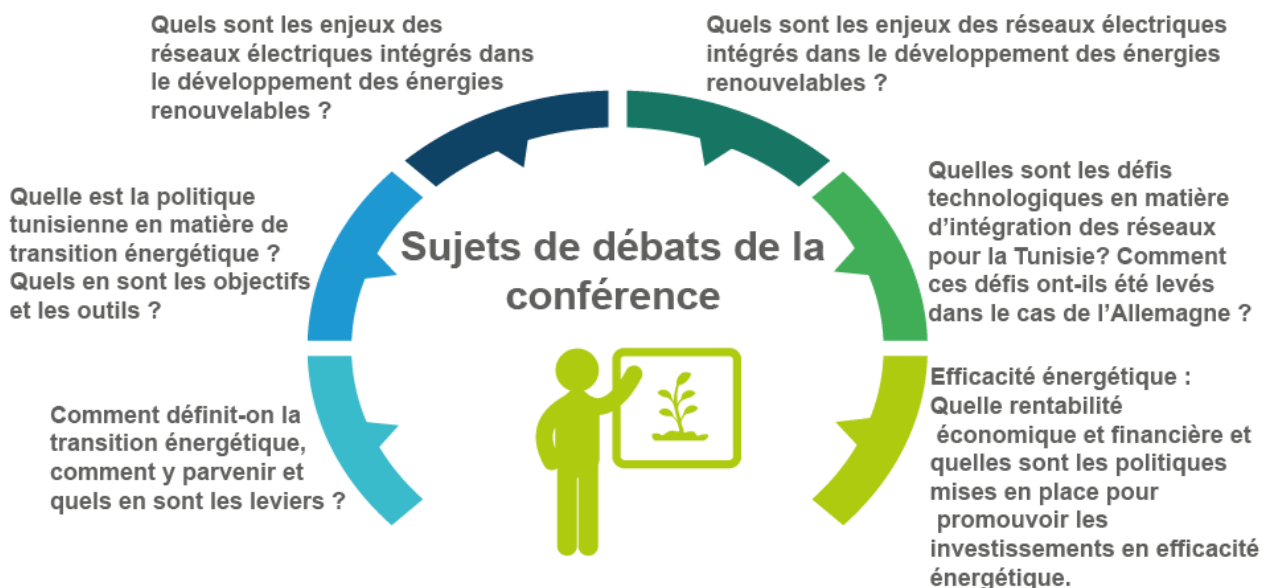 Quels sont les enjeux des
réseaux électriques intégrés dans
le développement des énergies
renouvelables ?
Quels sont les enjeux des réseaux électriques
intégrés dans le développement des énergies
renouvelables ?
Quelle est la politique
tunisienne en matière de
transition énergétique ?
Quels en sont les objectifs
et les outils ?
Quelles sont les défis
technologiques en matière
d’intégration des réseaux
pour la Tunisie? Comment
ces défis ont-ils été levés
dans le cas de l’Allemagne ?
Sujets de débats de la
conférence
Comment définit-on la
transition énergétique,
comment y parvenir et
quels en sont les leviers ?
Efficacité énergétique :
Quelle rentabilité
économique et financière et
quelles sont les politiques
mises en place pour
promouvoir les
investissements en efficacité
énergétique.